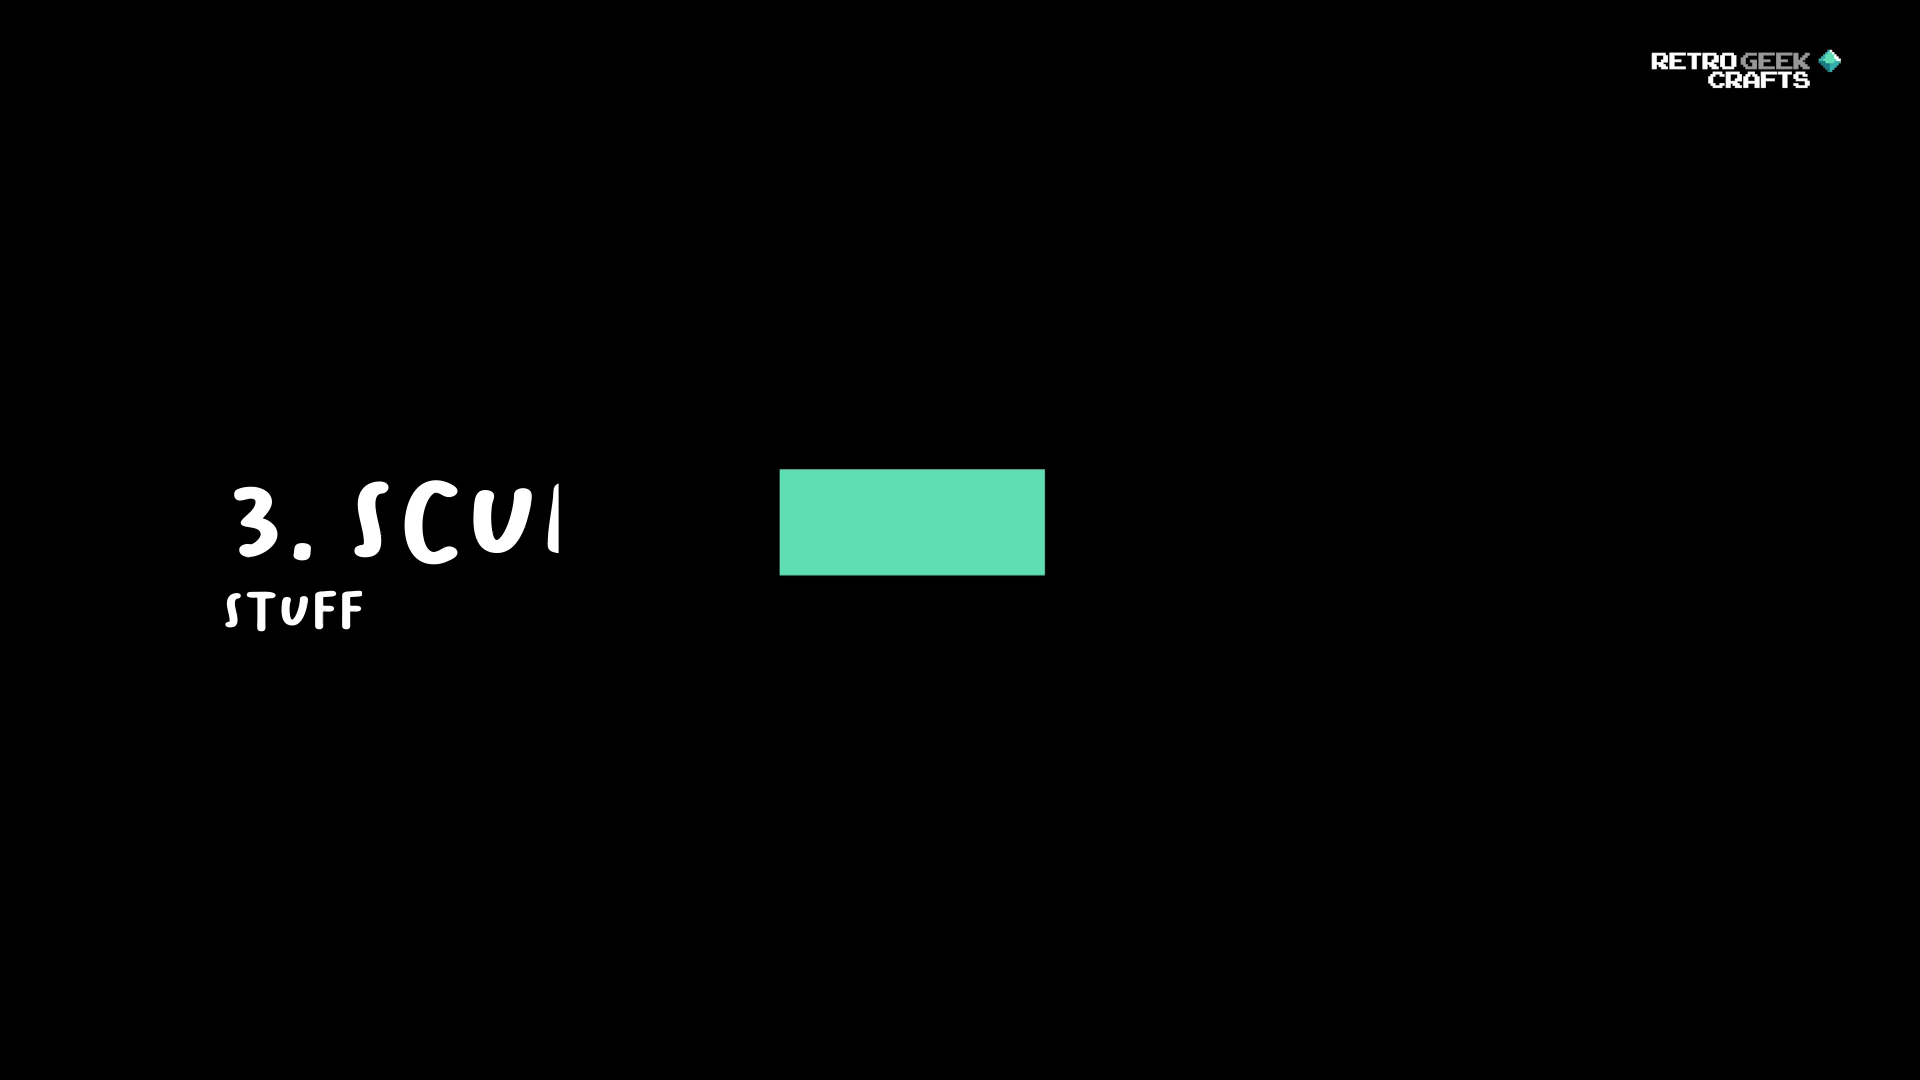 RETRO GEEK
CRAFTS
3. SCU
STUFF